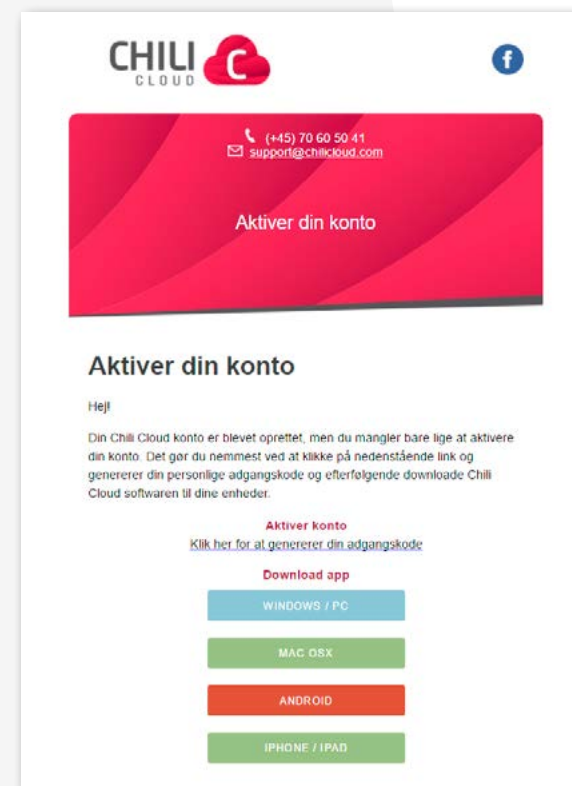 CHILI
CLOUD
C
f
(+45) 70 60 50 41
support@chilicloud.com
Aktiver din konto
Aktiver din konto
Hej!
Din Chili Cloud konto er blevet oprettet, men du mangler bare lige at aktivere
din konto. Det gør du nemmest ved at klikke på nedenstående link og
genererer din personlige adgangskode og efterfølgende downloade Chili
Cloud softwaren til dine enheder.
Aktiver konto
Klik her for at genererer din adgangskode
Download app
WINDOWS / PC
MAC OSX
ANDROID
IPHONE / IPAD